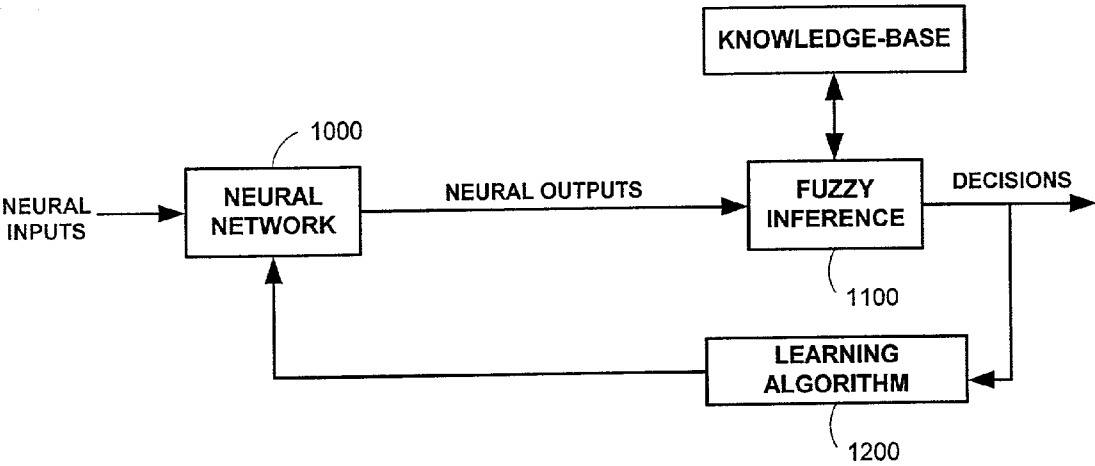 KNOWLEDGE-BASE
1000
NEURAL
INPUTS
NEURAL
NETWORK
NEURAL OUTPUTS
FUZZY
INFERENCE
DECISIONS
1100
LEARNING
ALGORITHM
1200